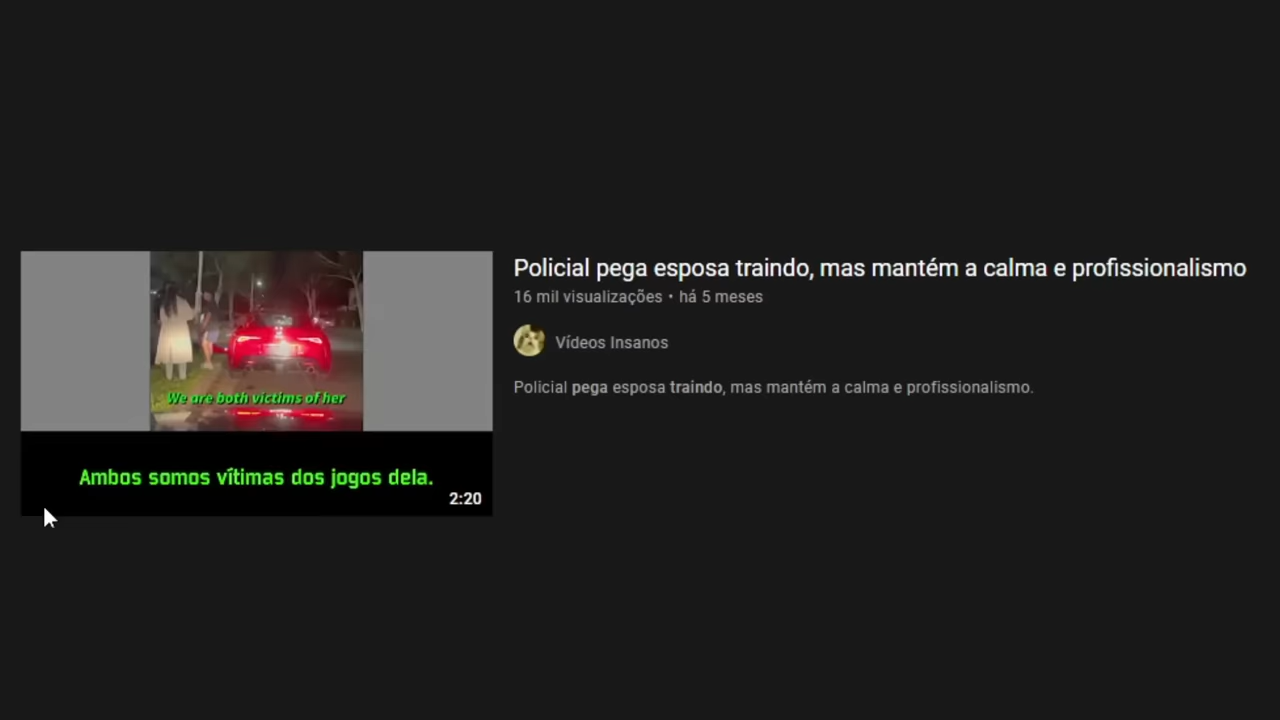 Policial pega esposa traindo, mas mantém a calma e profissionalismo
16 mil visualizações • há 5 meses
Vídeos Insanos
Policial pega esposa traindo, mas mantém a calma e profissionalismo.
We are both victims of her
Ambos somos vítimas dos jogos dela.
2:20